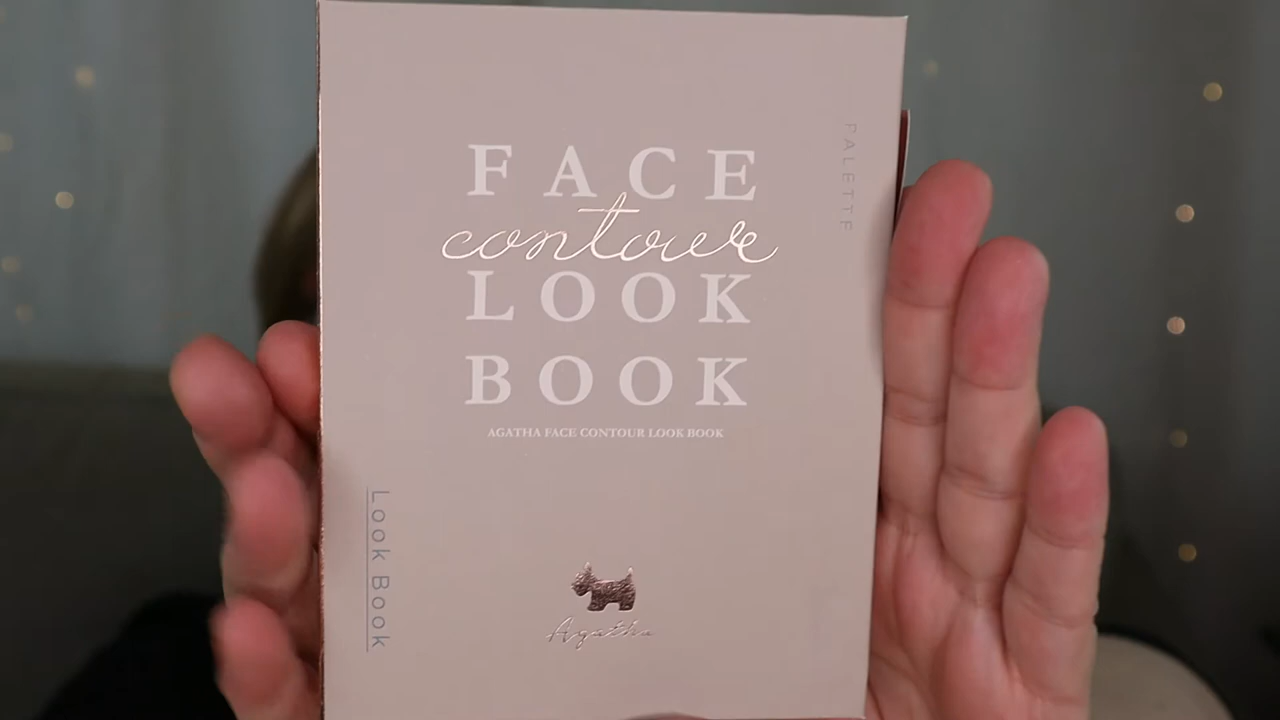 FACE
contour
LOOK
BOOK
AGATHA FACE CONTOUR LOOK BOOK
PALETTE
Look Book
Agatha